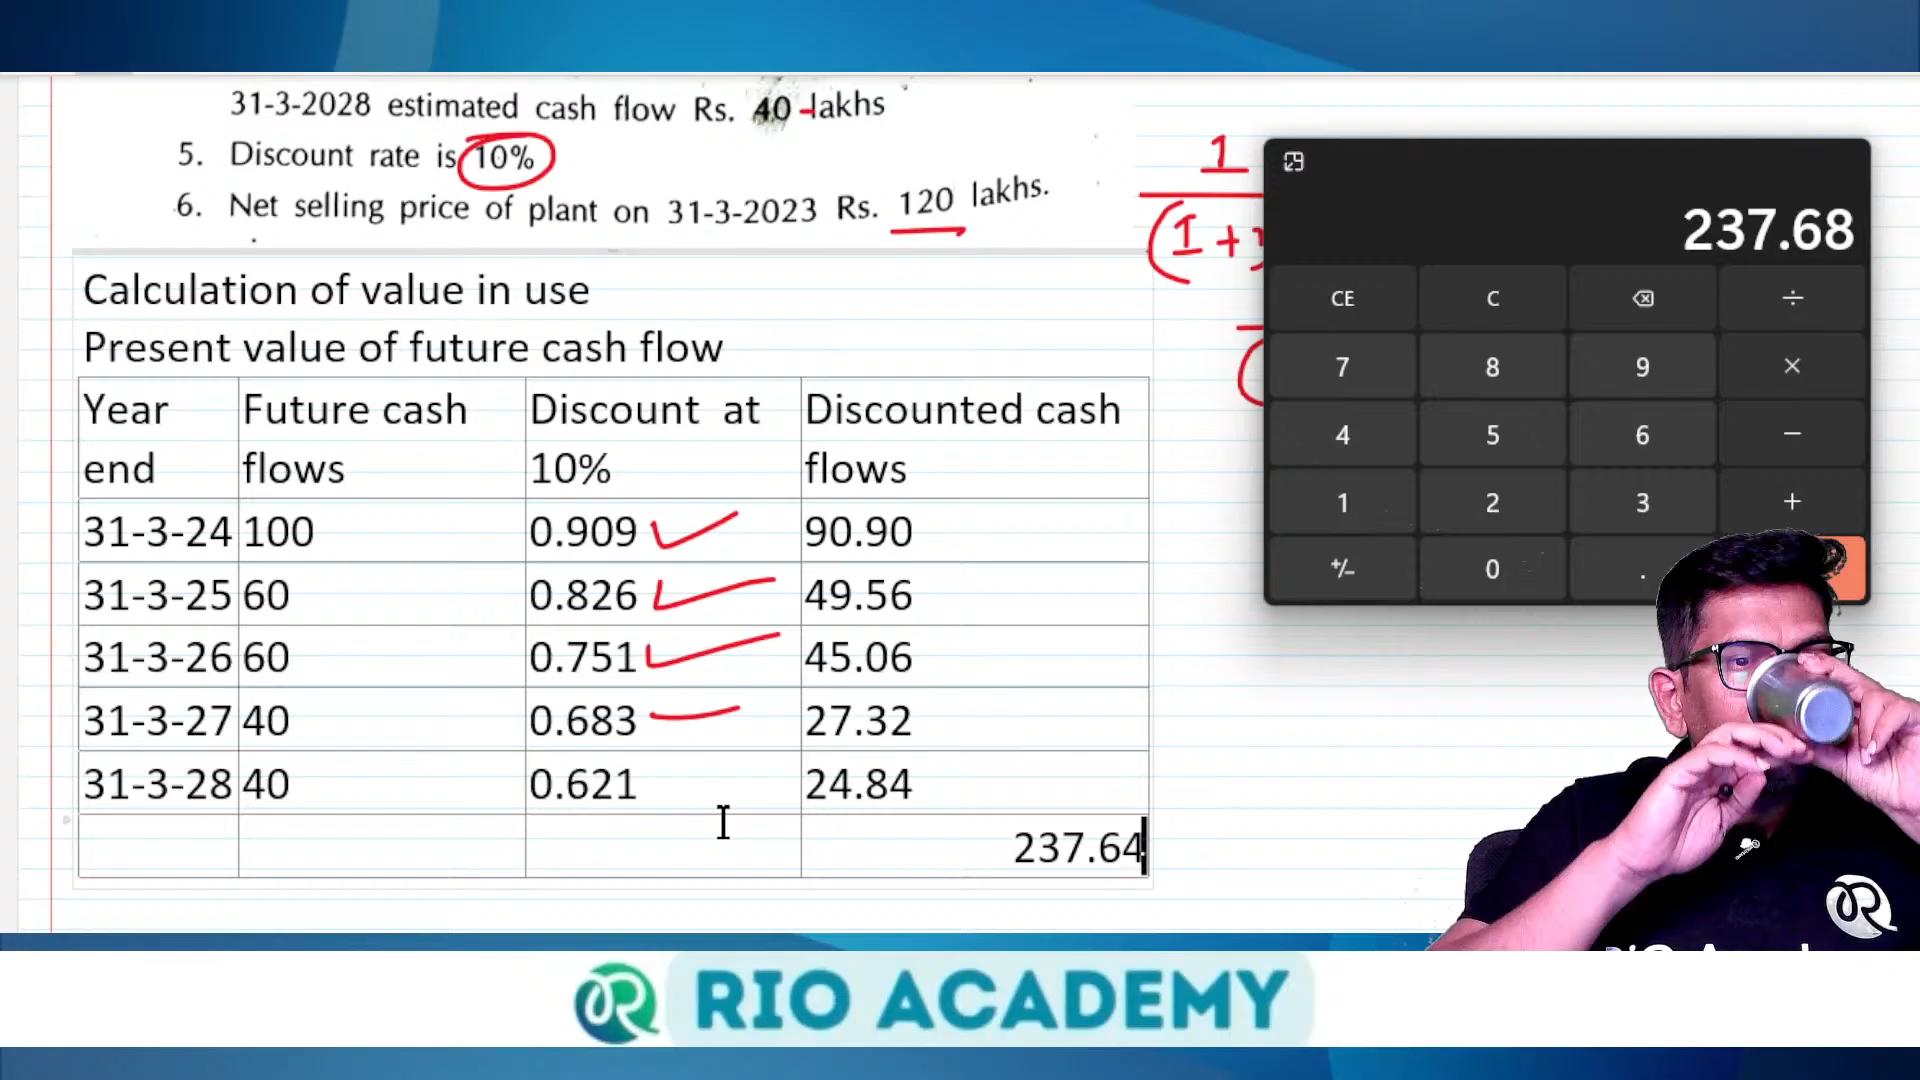 31-3-2028 estimated cash flow Rs. 40 lakhs
5. Discount rate is 10%
6. Net selling price of plant on 31-3-2023 Rs. 120 lakhs.
1
(1+
(
Calculation of value in use
Present value of future cash flow
Year end Future cash flows Discount at 10% Discounted cash flows
31-3-24 100 0.909 90.90
31-3-25 60 0.826 49.56
31-3-26 60 0.751 45.06
31-3-27 40 0.683 27.32
31-3-28 40 0.621 24.84
237.64
237.68
CE C ÷
7 8 9 ×
4 5 6 −
1 2 3 +
+/− 0 .
RIO ACADEMY